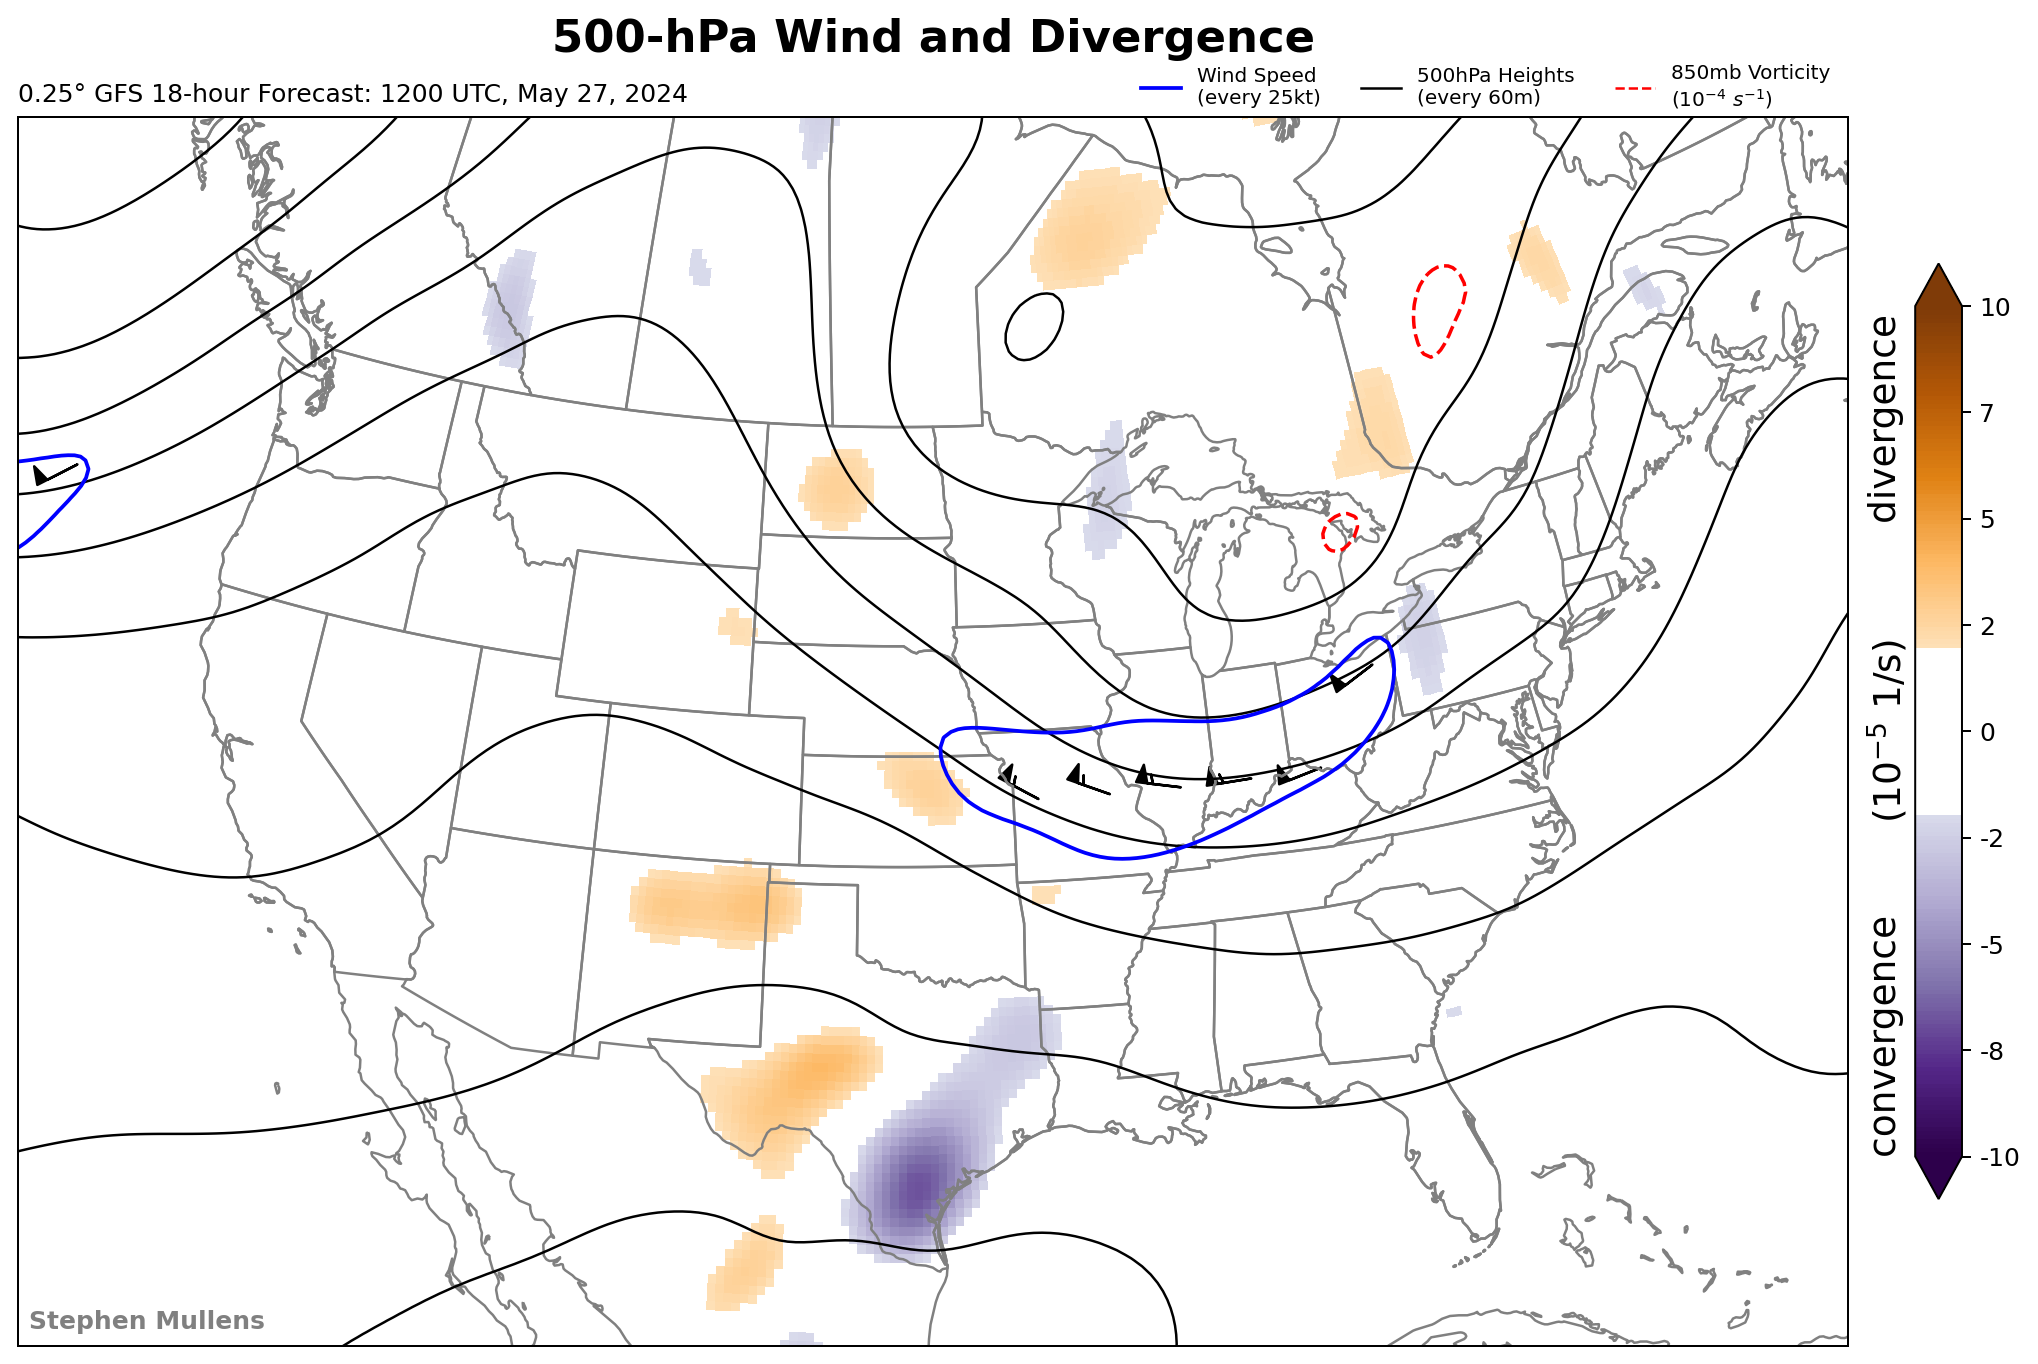 500-hPa Wind and Divergence
0.25° GFS 18-hour Forecast: 1200 UTC, May 27, 2024
Wind Speed
(every 25kt)
500hPa Heights
(every 60m)
850mb Vorticity
(10⁻⁴ s⁻¹)
10
7
5
2
0
-2
-5
-8
-10
convergence (10⁻⁵ 1/s) divergence
Stephen Mullens